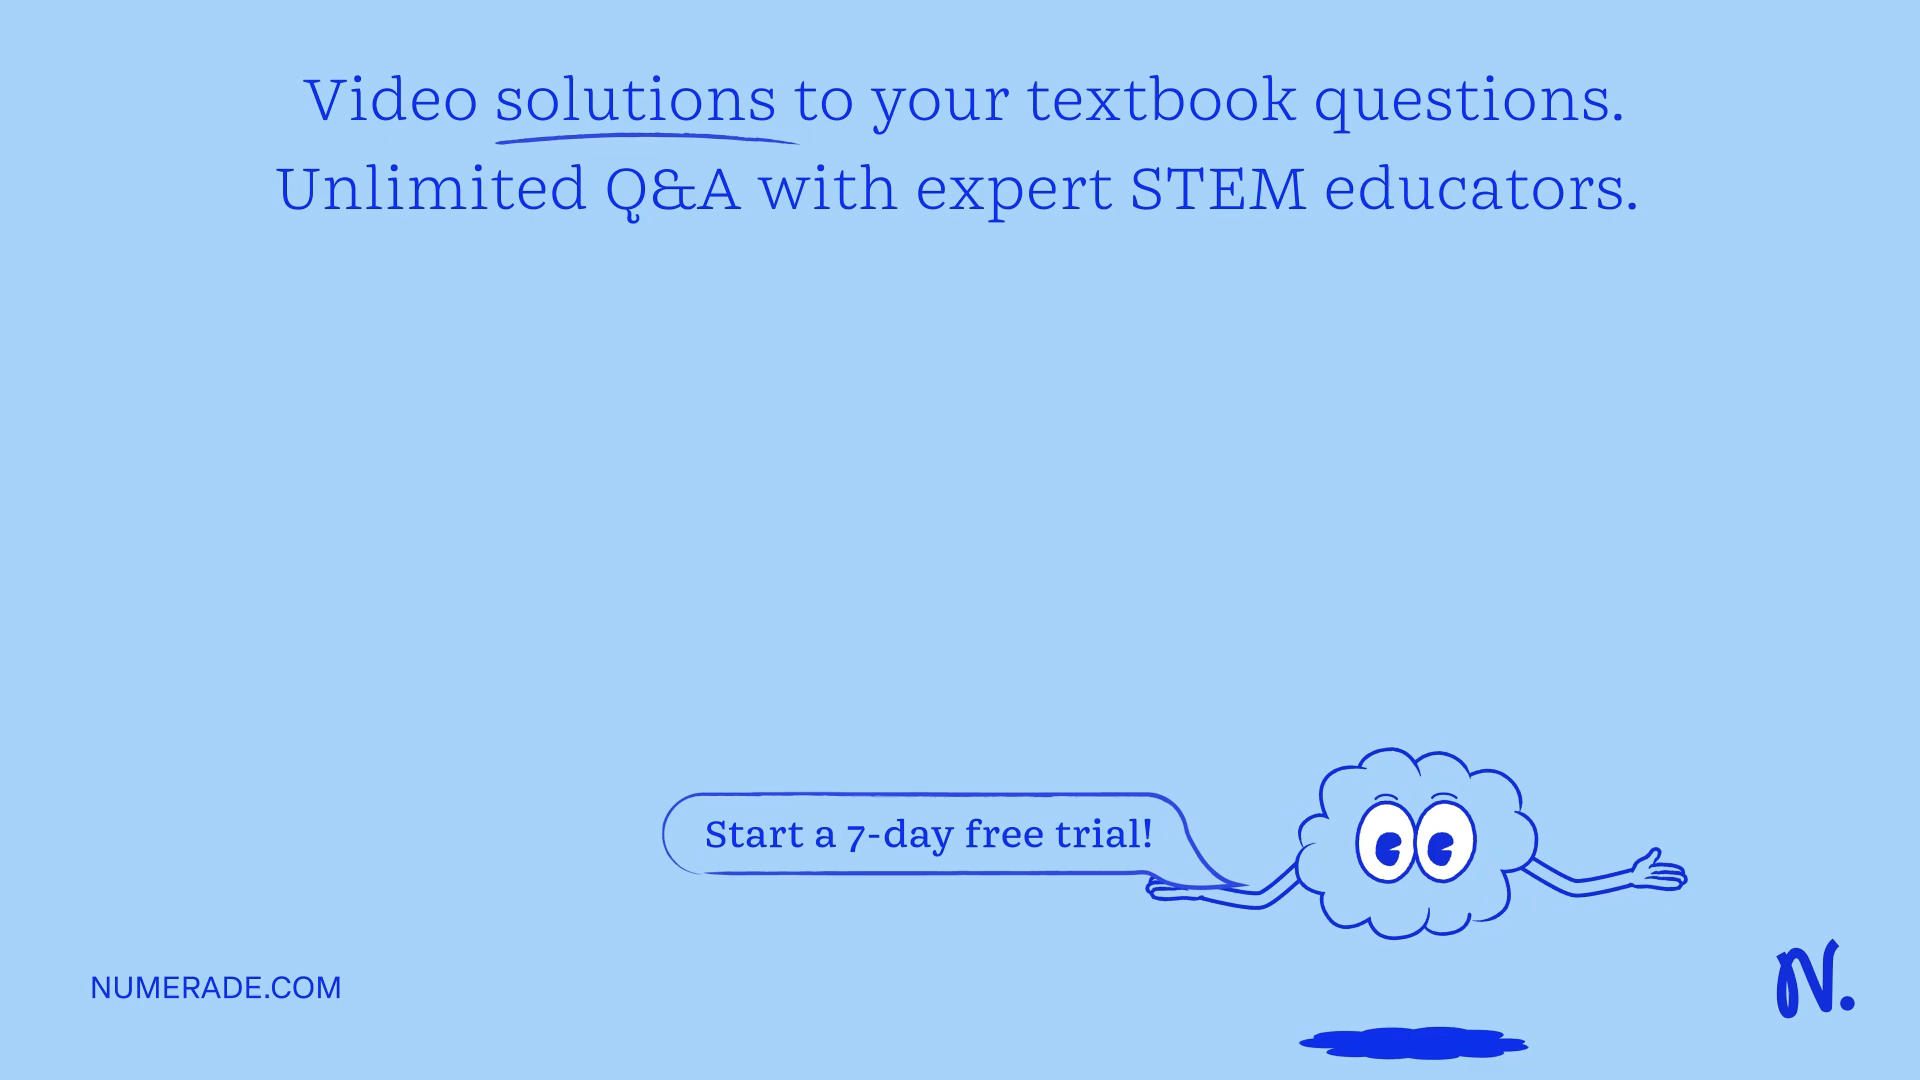 Video solutions to your textbook questions.
Unlimited Q&A with expert STEM educators.
Start a 7-day free trial!
NUMERADE.COM
N.